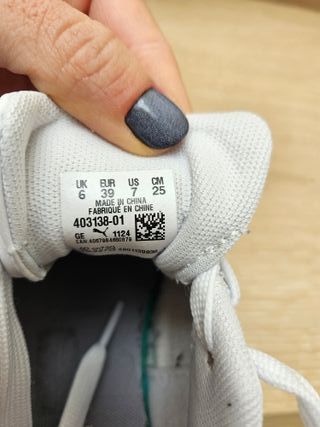 UK EUR US CM
6 39 7 25
MADE IN CHINA
FABRIQUÉ EN CHINE
403138-01
GE 1124